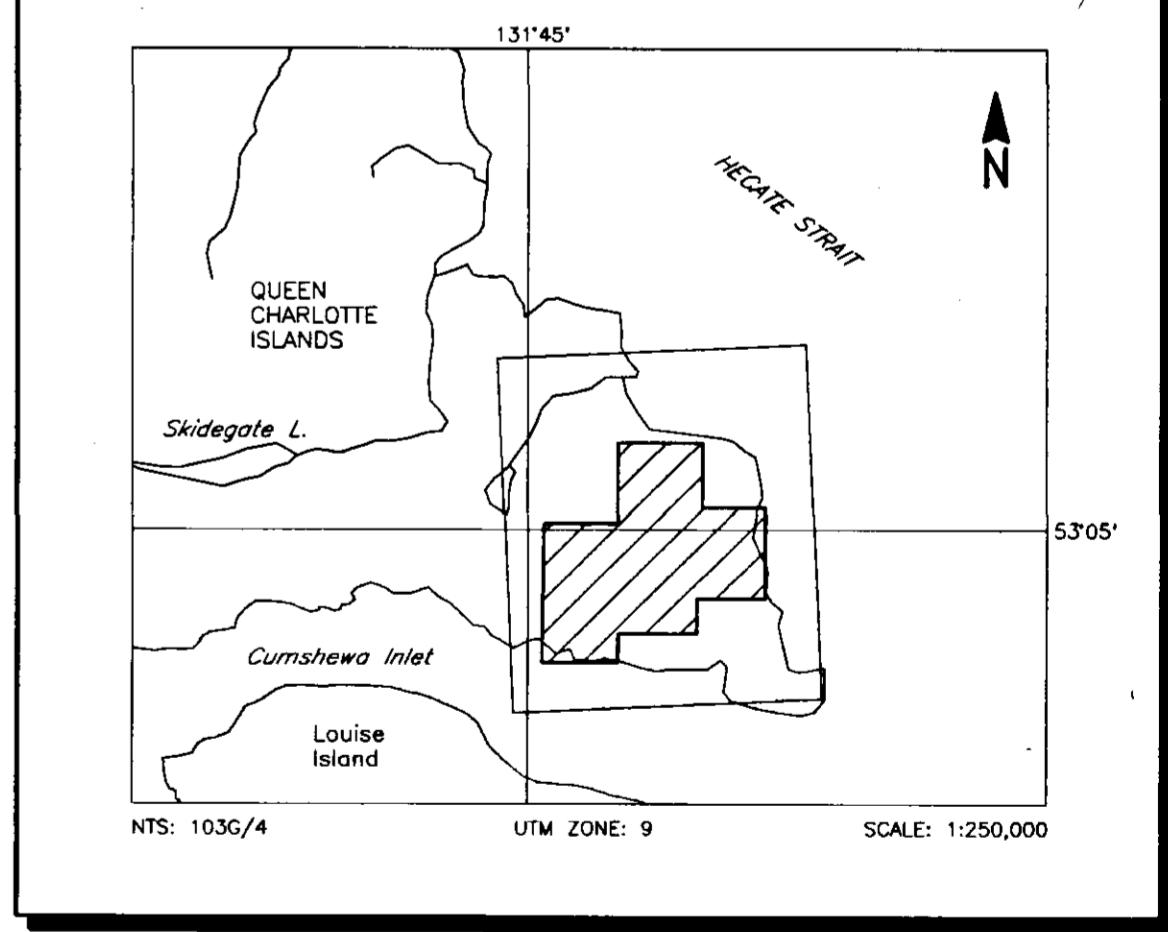 131°45'
N
HECATE STRAIT
QUEEN
CHARLOTTE
ISLANDS
Skidegate L.
53°05'
Cumshewa Inlet
Louise
Island
NTS: 103G/4
UTM ZONE: 9
SCALE: 1:250,000